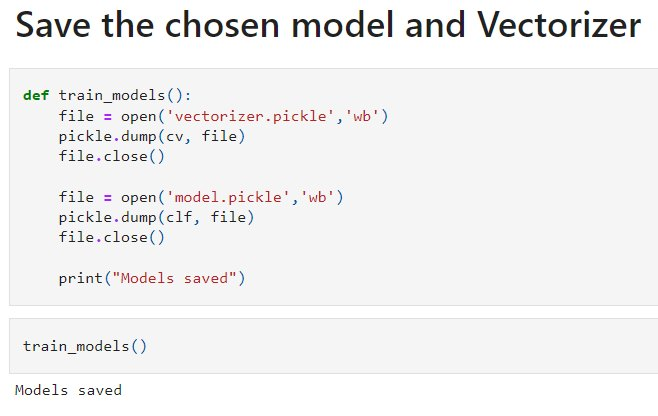 Save the chosen model and Vectorizer
def train_models():
    file = open('vectorizer.pickle','wb')
    pickle.dump(cv, file)
    file.close()

    file = open('model.pickle','wb')
    pickle.dump(clf, file)
    file.close()

    print("Models saved")
train_models()
Models saved